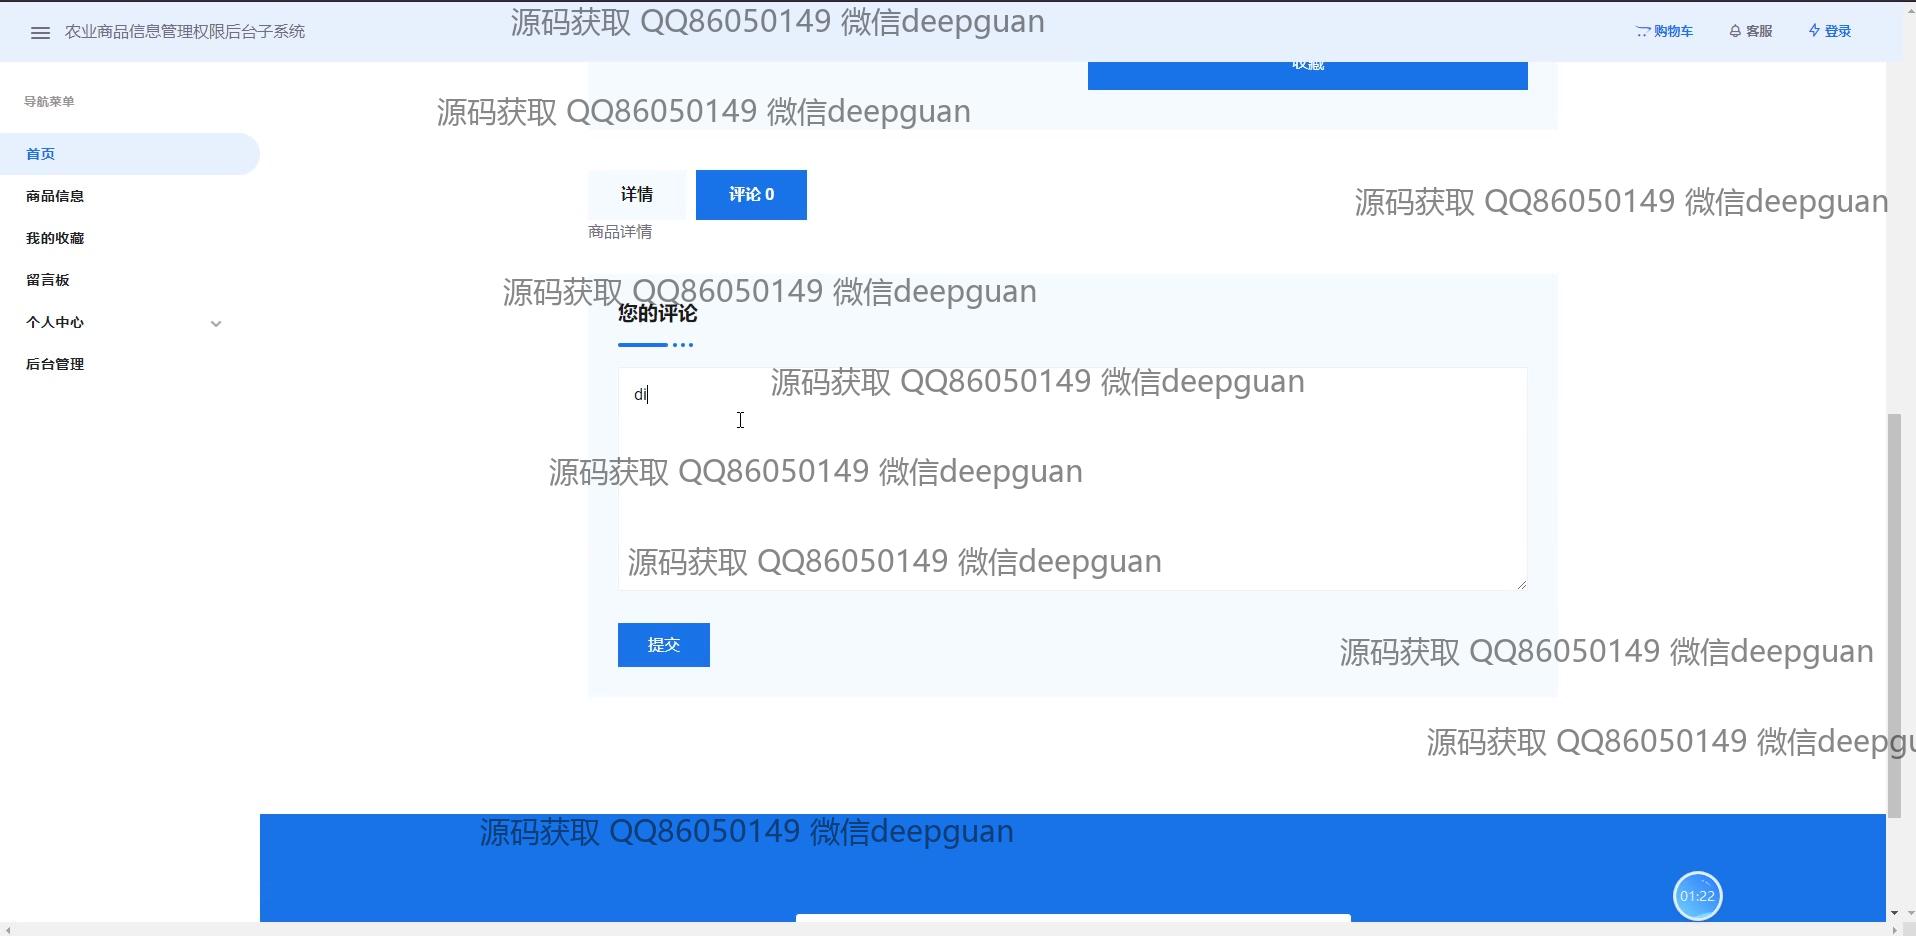 农业商品信息管理权限后台子系统
源码获取 QQ86050149 微信deepguan
购物车
客服
登录
收藏
导航菜单
源码获取 QQ86050149 微信deepguan
首页
详情
评论 0
商品信息
源码获取 QQ86050149 微信deepguan
商品详情
我的收藏
留言板
源码获取 QQ86050149 微信deepguan
您的评论
个人中心
后台管理
源码获取 QQ86050149 微信deepguan
di
源码获取 QQ86050149 微信deepguan
源码获取 QQ86050149 微信deepguan
提交
源码获取 QQ86050149 微信deepguan
源码获取 QQ86050149 微信deepgu
源码获取 QQ86050149 微信deepguan
01:22